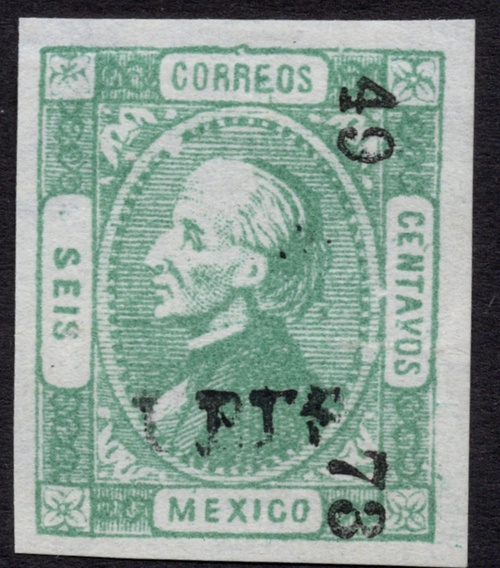 CORREOS
49
SEIS
CENTAVOS
73
MEXICO